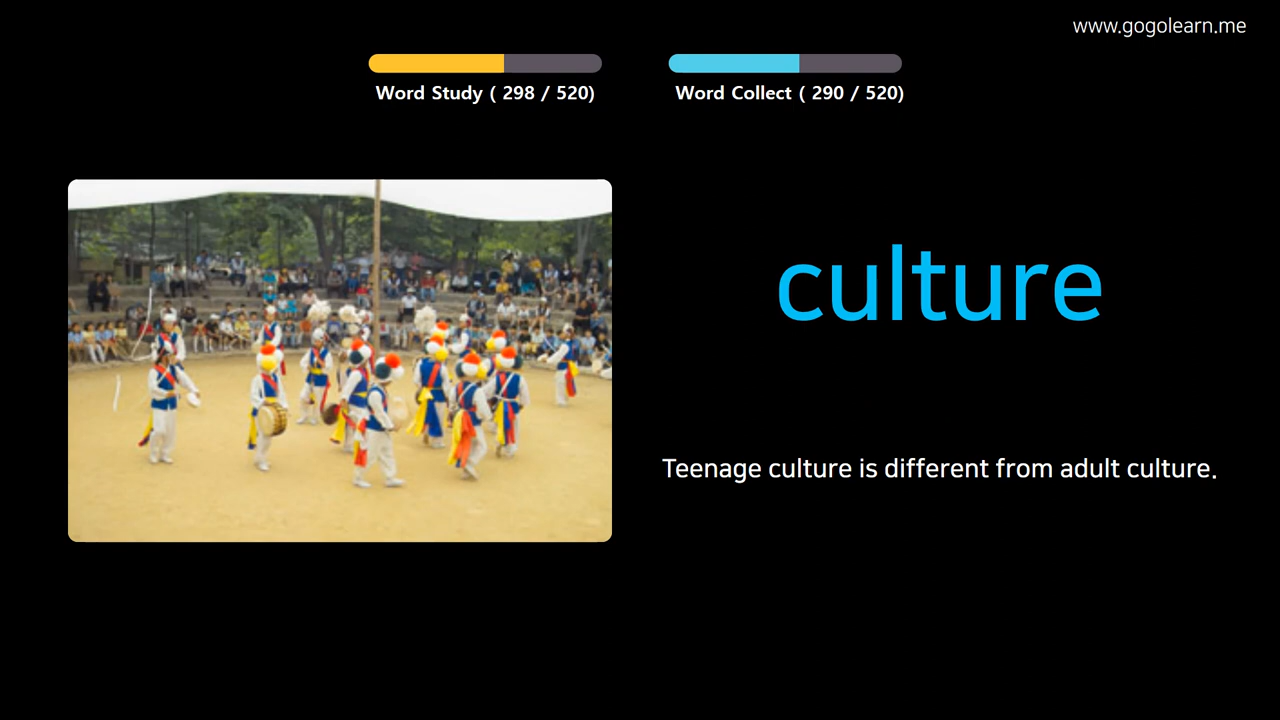 www.gogolearn.me
Word Study ( 298 / 520)
Word Collect ( 290 / 520)
culture
Teenage culture is different from adult culture.